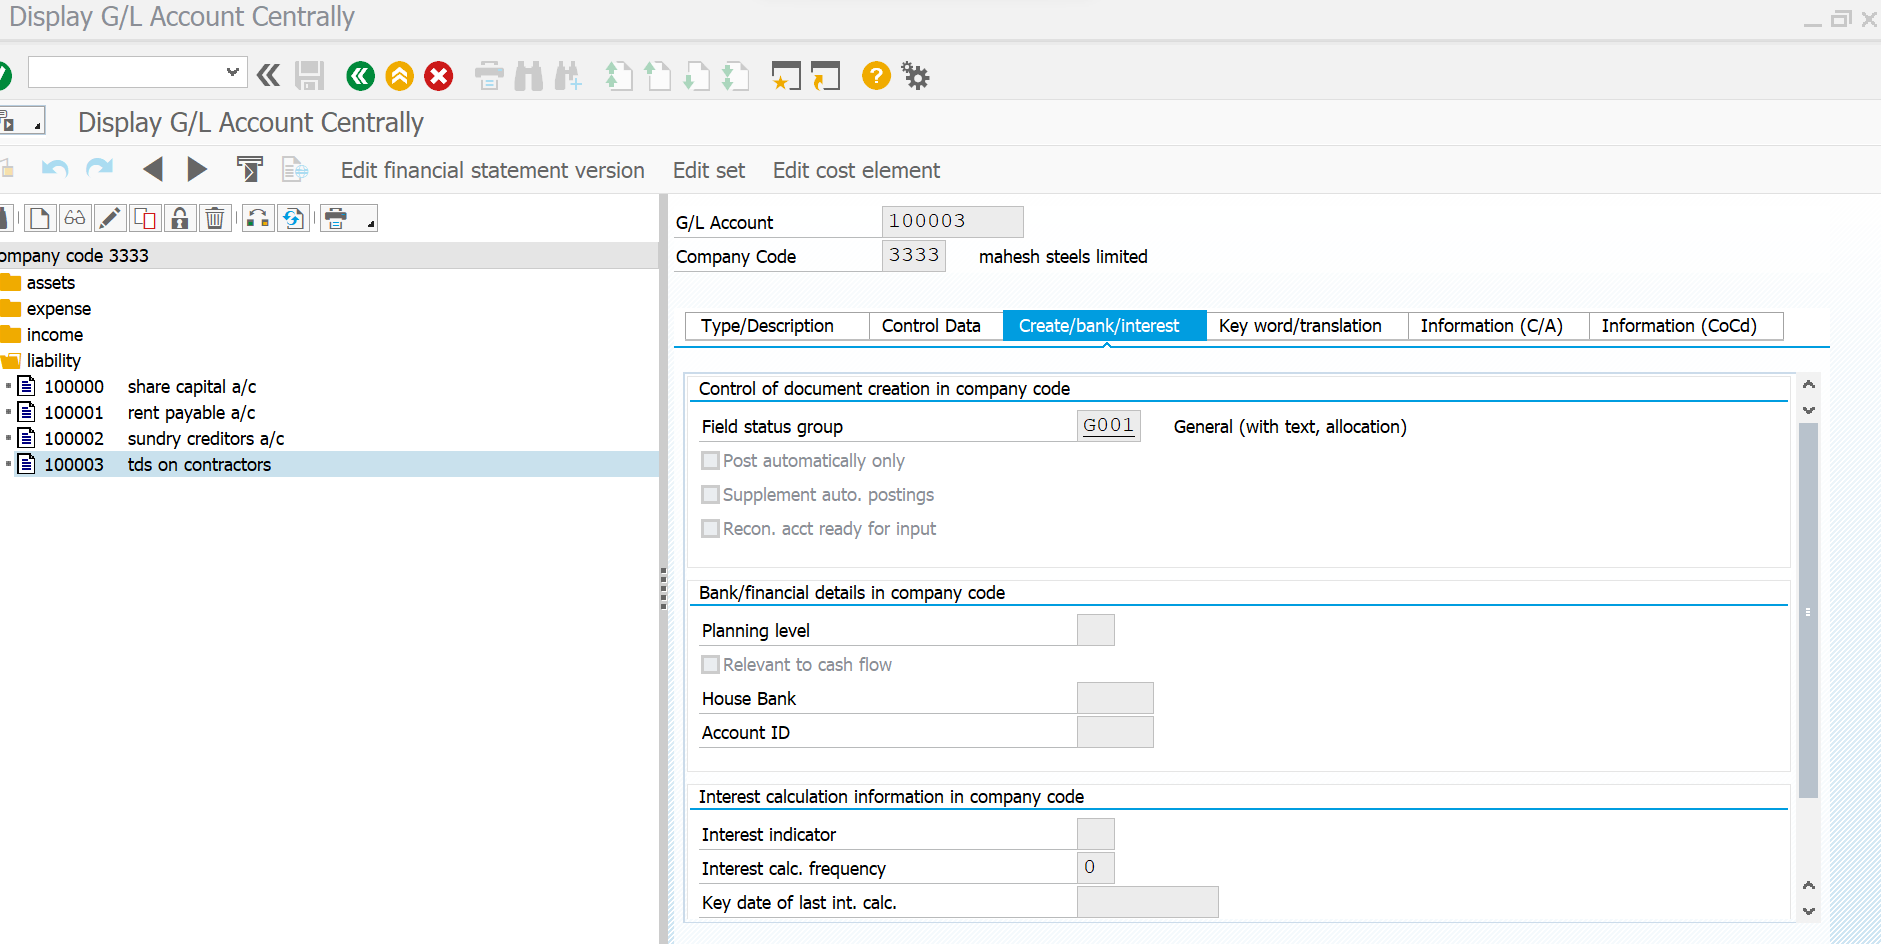 Display G/L Account Centrally
Display G/L Account Centrally
Edit financial statement version Edit set Edit cost element
ompany code 3333
assets
expense
income
liability
100000 share capital a/c
100001 rent payable a/c
100002 sundry creditors a/c
100003 tds on contractors
G/L Account 100003
Company Code 3333 mahesh steels limited
Type/Description Control Data Create/bank/interest Key word/translation Information (C/A) Information (CoCd)
Control of document creation in company code
Field status group G001 General (with text, allocation)
Post automatically only
Supplement auto. postings
Recon. acct ready for input
Bank/financial details in company code
Planning level
Relevant to cash flow
House Bank
Account ID
Interest calculation information in company code
Interest indicator
Interest calc. frequency 0
Key date of last int. calc.